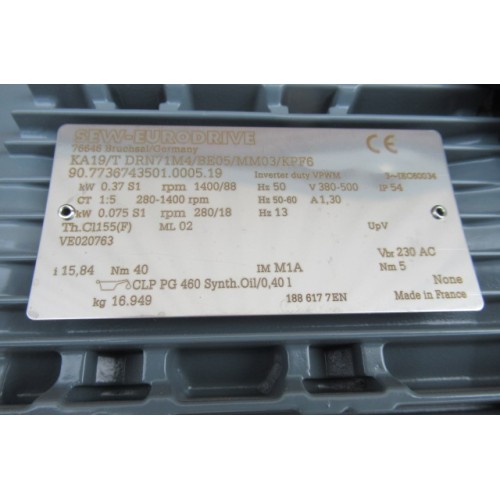 SEW-EURODRIVE
76646 Bruchsal/Germany
KA19/T DRN71M4/BE05/MM03/KPF6
90.7736743501.0005.19 Inverter duty VPWM 3~IEC60034
kW 0.37 S1 rpm 1400/88 Hz 50 V 380-500 IP 54
CT 1:5 280-1400 rpm Hz 50-60 A 1,30
kW 0.075 S1 rpm 280/18 Hz 13
Th.Cl155(F) ML 02 UpV
VE020763
Vbr 230 AC
i 15,84 Nm 40 IM M1A Nm 5
CLP PG 460 Synth.Oil/0,40 l None
kg 16.949 188 617 7EN Made in France